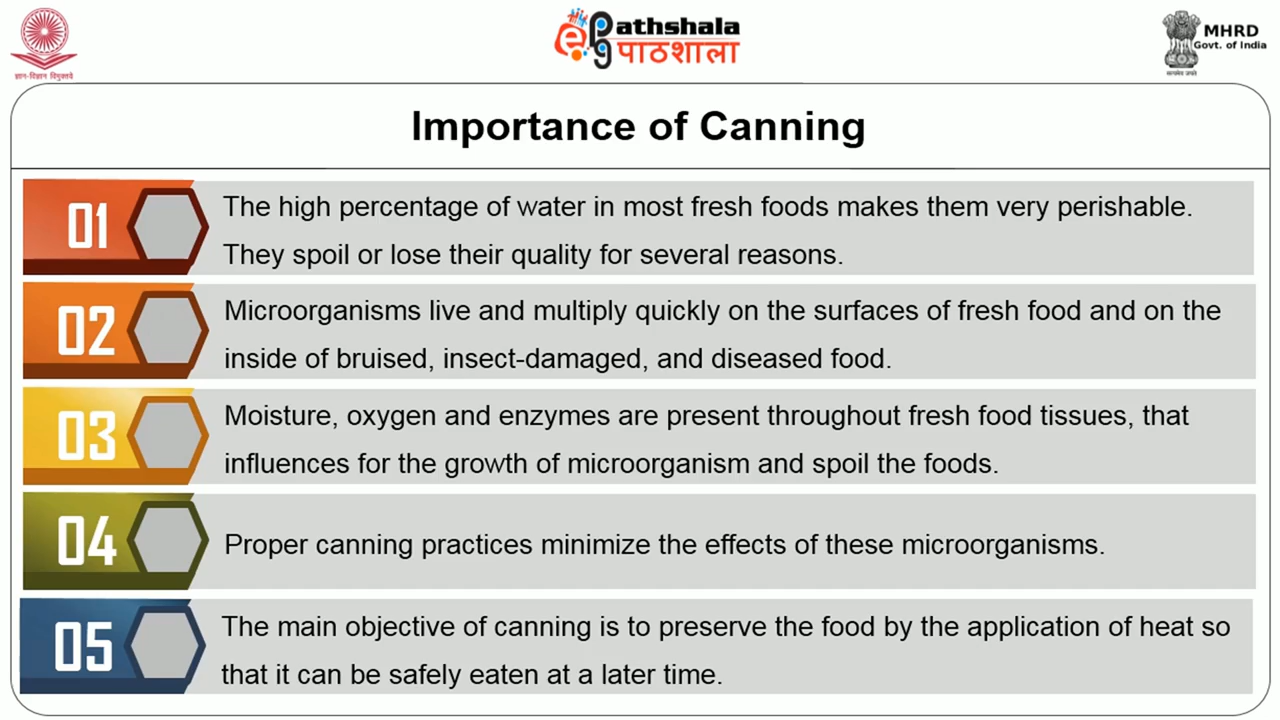 ज्ञान-विज्ञान विमुक्तये
ePathshala
पाठशाला
MHRD
Govt. of India
सत्यमेव जयते
Importance of Canning
01
The high percentage of water in most fresh foods makes them very perishable.
They spoil or lose their quality for several reasons.
02
Microorganisms live and multiply quickly on the surfaces of fresh food and on the
inside of bruised, insect-damaged, and diseased food.
03
Moisture, oxygen and enzymes are present throughout fresh food tissues, that
influences for the growth of microorganism and spoil the foods.
04
Proper canning practices minimize the effects of these microorganisms.
05
The main objective of canning is to preserve the food by the application of heat so
that it can be safely eaten at a later time.